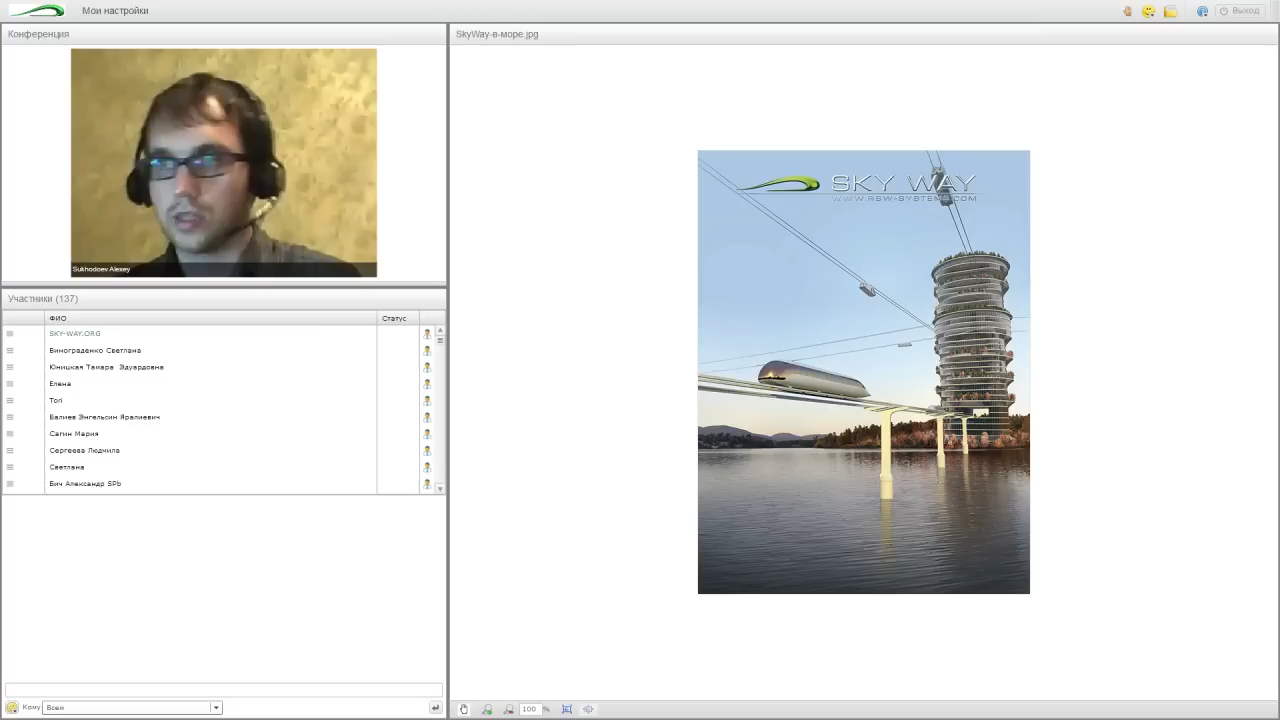 Мои настройки
Выход
Конференция
Sukhodoev Alexey
Участники (137)
ФИО
Статус
SKY-WAY.ORG
Винограденко Светлана
Юницкая Тамара Эдуардовна
Елена
Tori
Валиев Энгельсин Яралиевич
Сагин Мария
Сергеева Людмила
Светлана
Бич Александр SPb
Кому
Всем
SkyWay-в-море.jpg
SKY WAY
WWW.RSW-SYSTEMS.COM
100 %